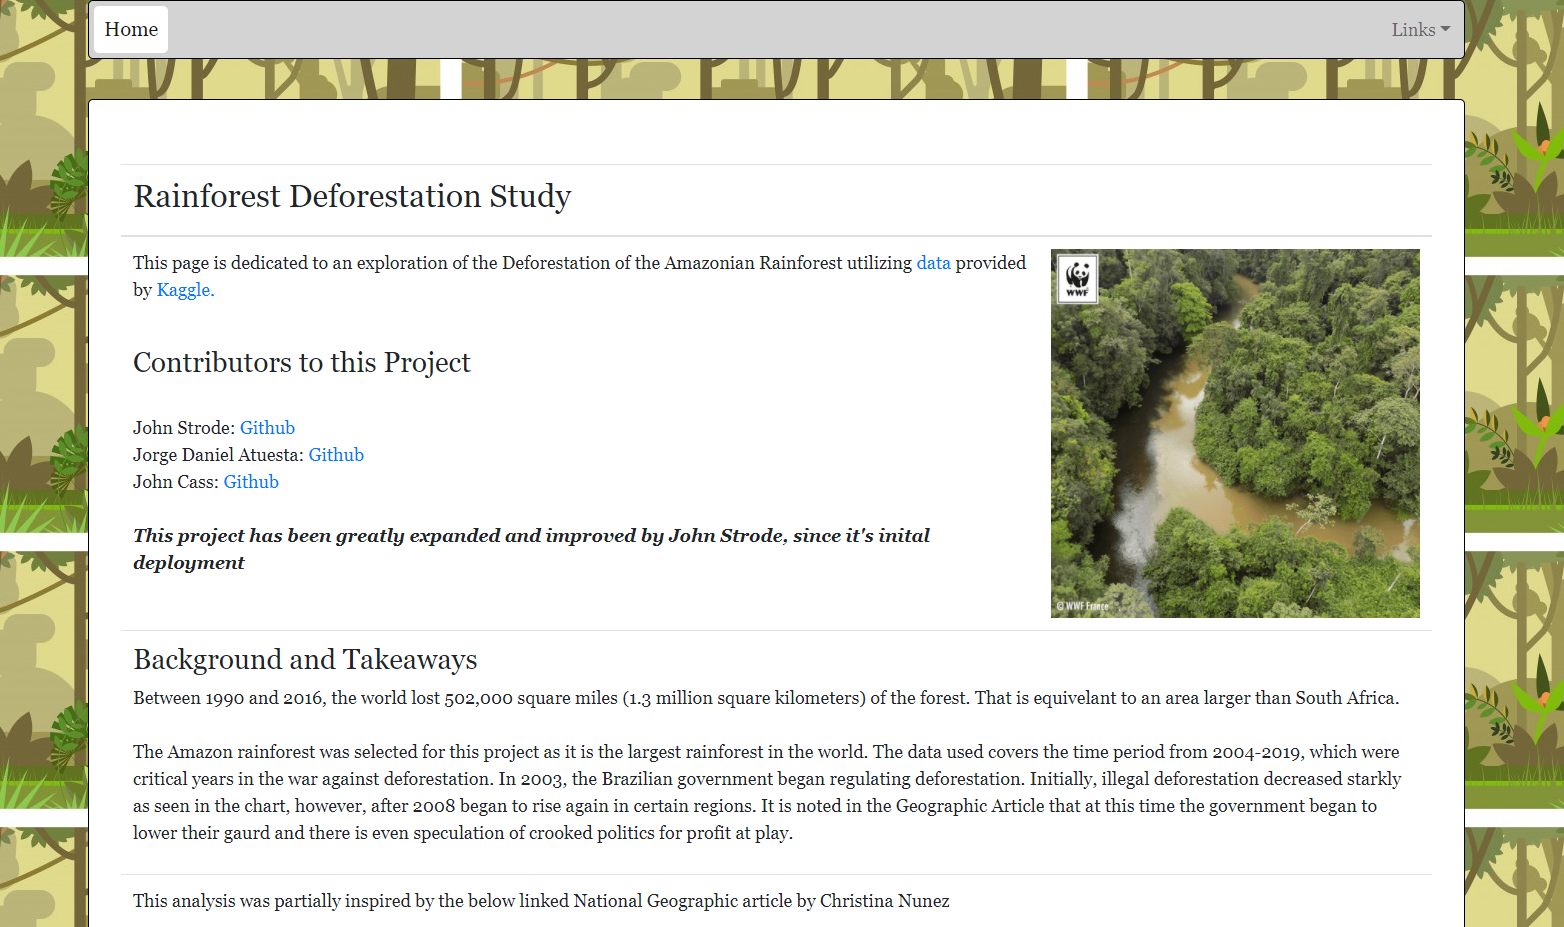 Home
Links
Rainforest Deforestation Study
This page is dedicated to an exploration of the Deforestation of the Amazonian Rainforest utilizing data provided
by Kaggle.
WWF
Contributors to this Project
John Strode: Github
Jorge Daniel Atuesta: Github
John Cass: Github
This project has been greatly expanded and improved by John Strode, since it's inital
deployment
© WWF France
Background and Takeaways
Between 1990 and 2016, the world lost 502,000 square miles (1.3 million square kilometers) of the forest. That is equivelant to an area larger than South Africa.
The Amazon rainforest was selected for this project as it is the largest rainforest in the world. The data used covers the time period from 2004-2019, which were
critical years in the war against deforestation. In 2003, the Brazilian government began regulating deforestation. Initially, illegal deforestation decreased starkly
as seen in the chart, however, after 2008 began to rise again in certain regions. It is noted in the Geographic Article that at this time the government began to
lower their gaurd and there is even speculation of crooked politics for profit at play.
This analysis was partially inspired by the below linked National Geographic article by Christina Nunez